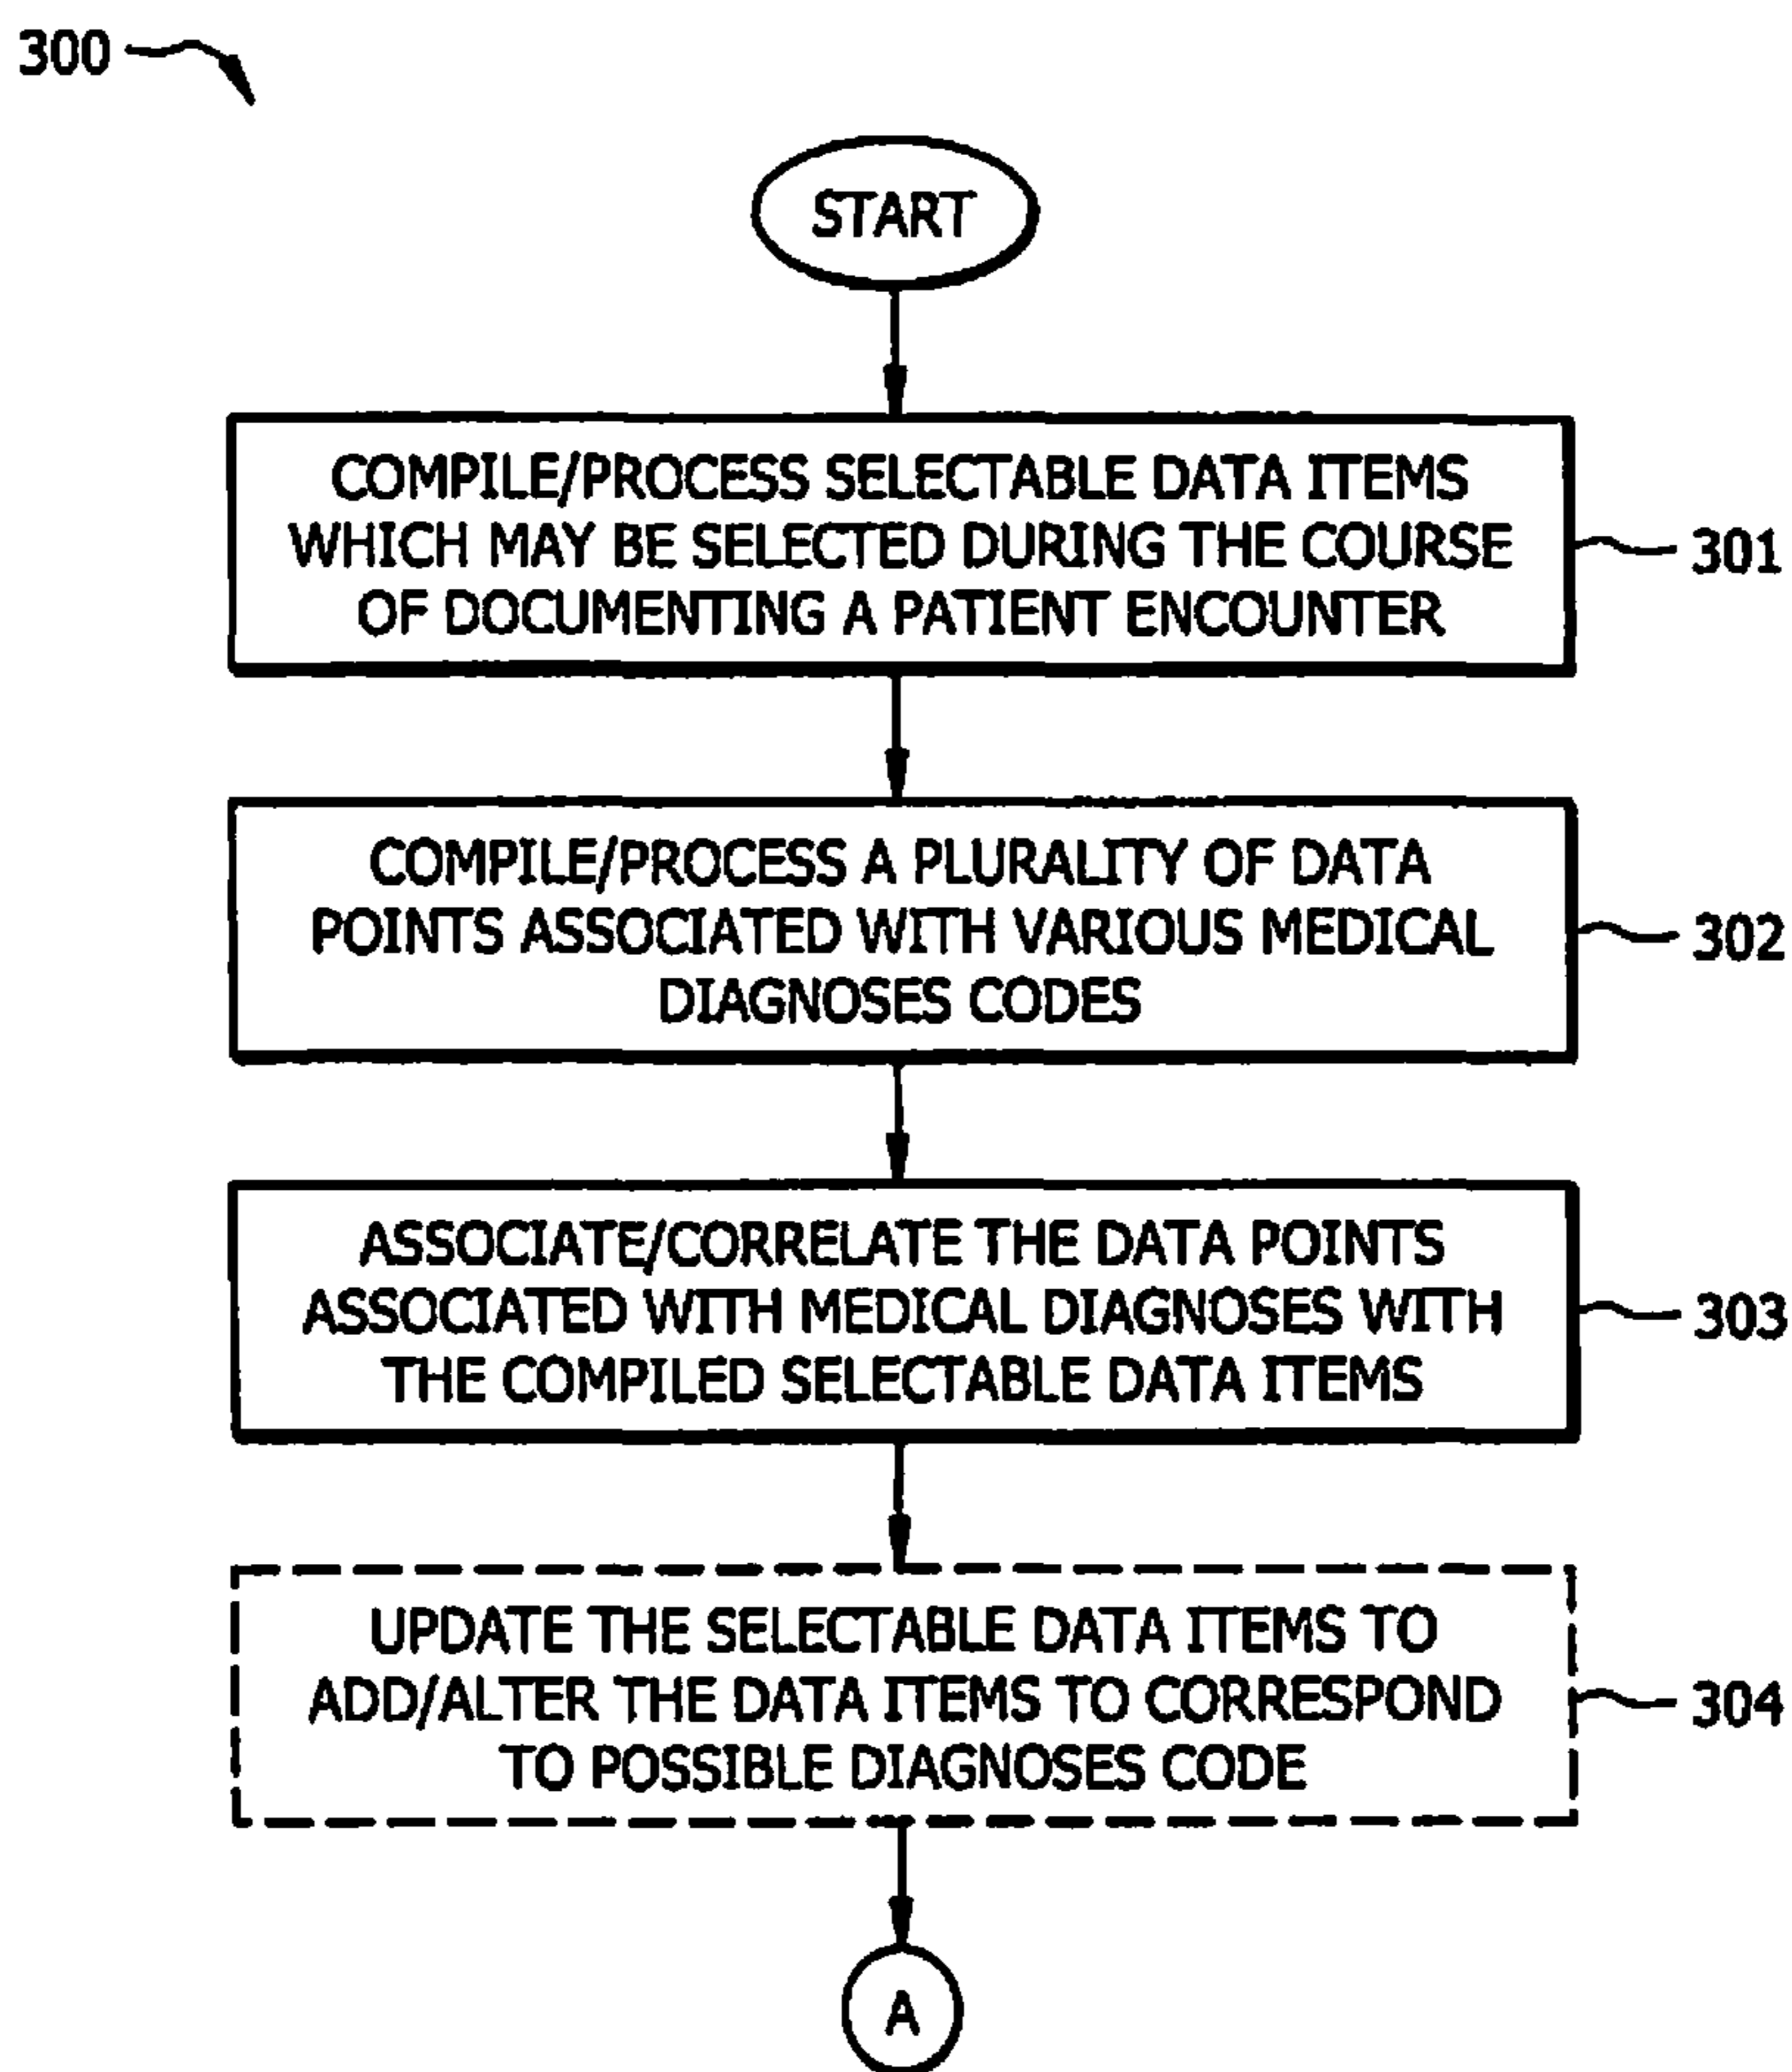 300
START
COMPILE/PROCESS SELECTABLE DATA ITEMS
WHICH MAY BE SELECTED DURING THE COURSE
OF DOCUMENTING A PATIENT ENCOUNTER
301
COMPILE/PROCESS A PLURALITY OF DATA
POINTS ASSOCIATED WITH VARIOUS MEDICAL
DIAGNOSES CODES
302
ASSOCIATE/CORRELATE THE DATA POINTS
ASSOCIATED WITH MEDICAL DIAGNOSES WITH
THE COMPILED SELECTABLE DATA ITEMS
303
UPDATE THE SELECTABLE DATA ITEMS TO
ADD/ALTER THE DATA ITEMS TO CORRESPOND
TO POSSIBLE DIAGNOSES CODE
304
A